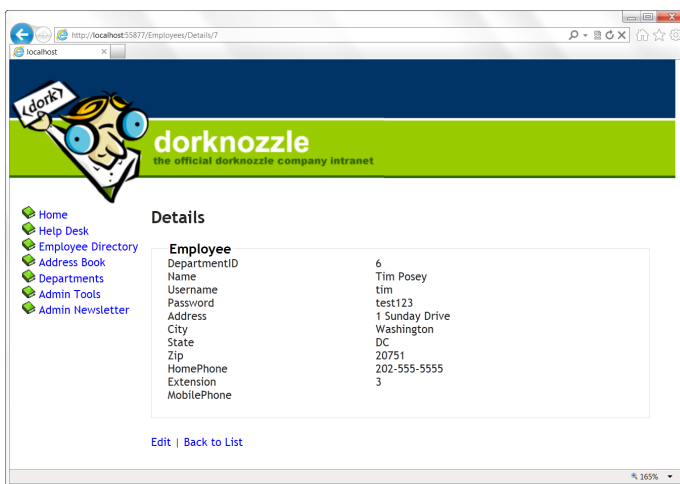 http://localhost:55877/Employees/Details/7
localhost
<dork>
dorknozzle
the official dorknozzle company intranet
Home
Help Desk
Employee Directory
Address Book
Departments
Admin Tools
Admin Newsletter
Details
Employee
DepartmentID 6
Name Tim Posey
Username tim
Password test123
Address 1 Sunday Drive
City Washington
State DC
Zip 20751
HomePhone 202-555-5555
Extension 3
MobilePhone
Edit | Back to List
165%